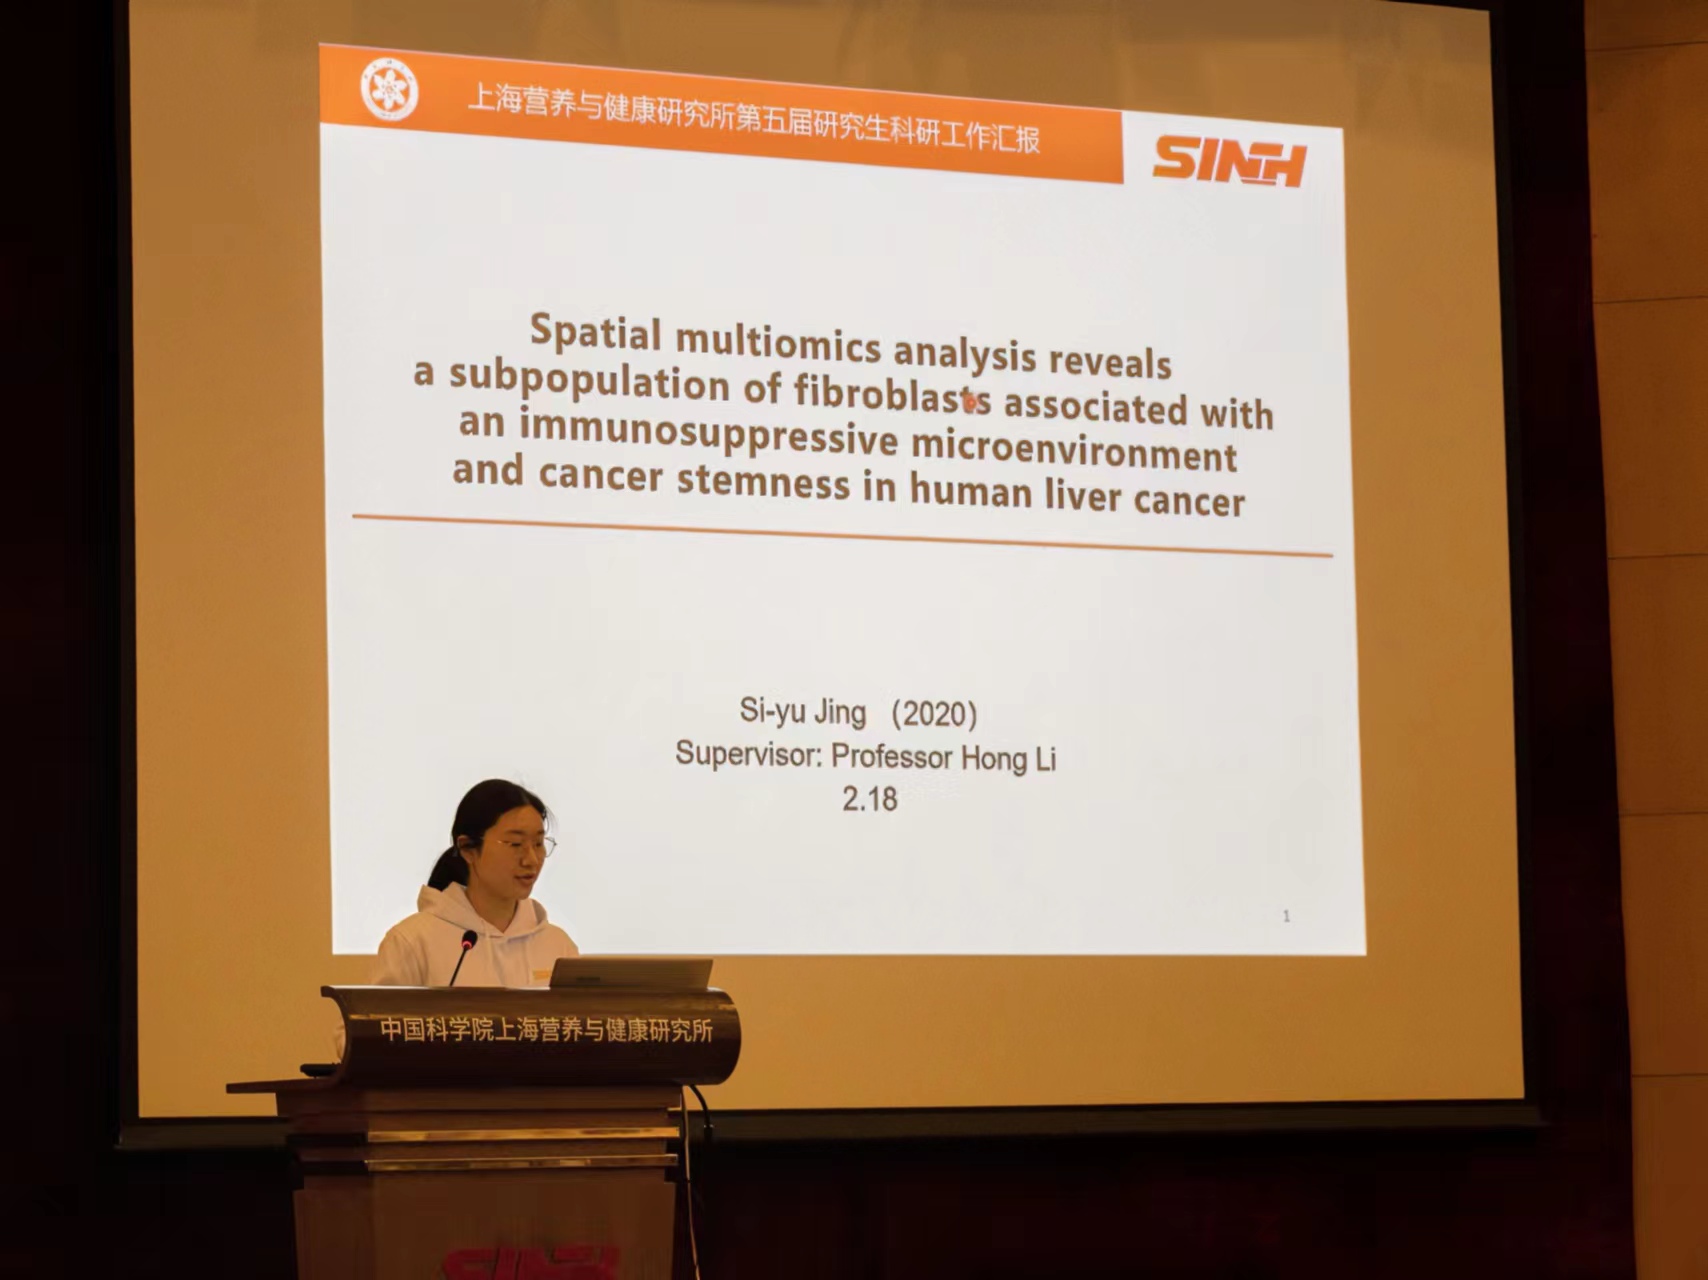 上海营养与健康研究所第五届研究生科研工作汇报
SINH
Spatial multiomics analysis reveals
a subpopulation of fibroblasts associated with
an immunosuppressive microenvironment
and cancer stemness in human liver cancer
Si-yu Jing （2020）
Supervisor: Professor Hong Li
2.18
1
中国科学院上海营养与健康研究所